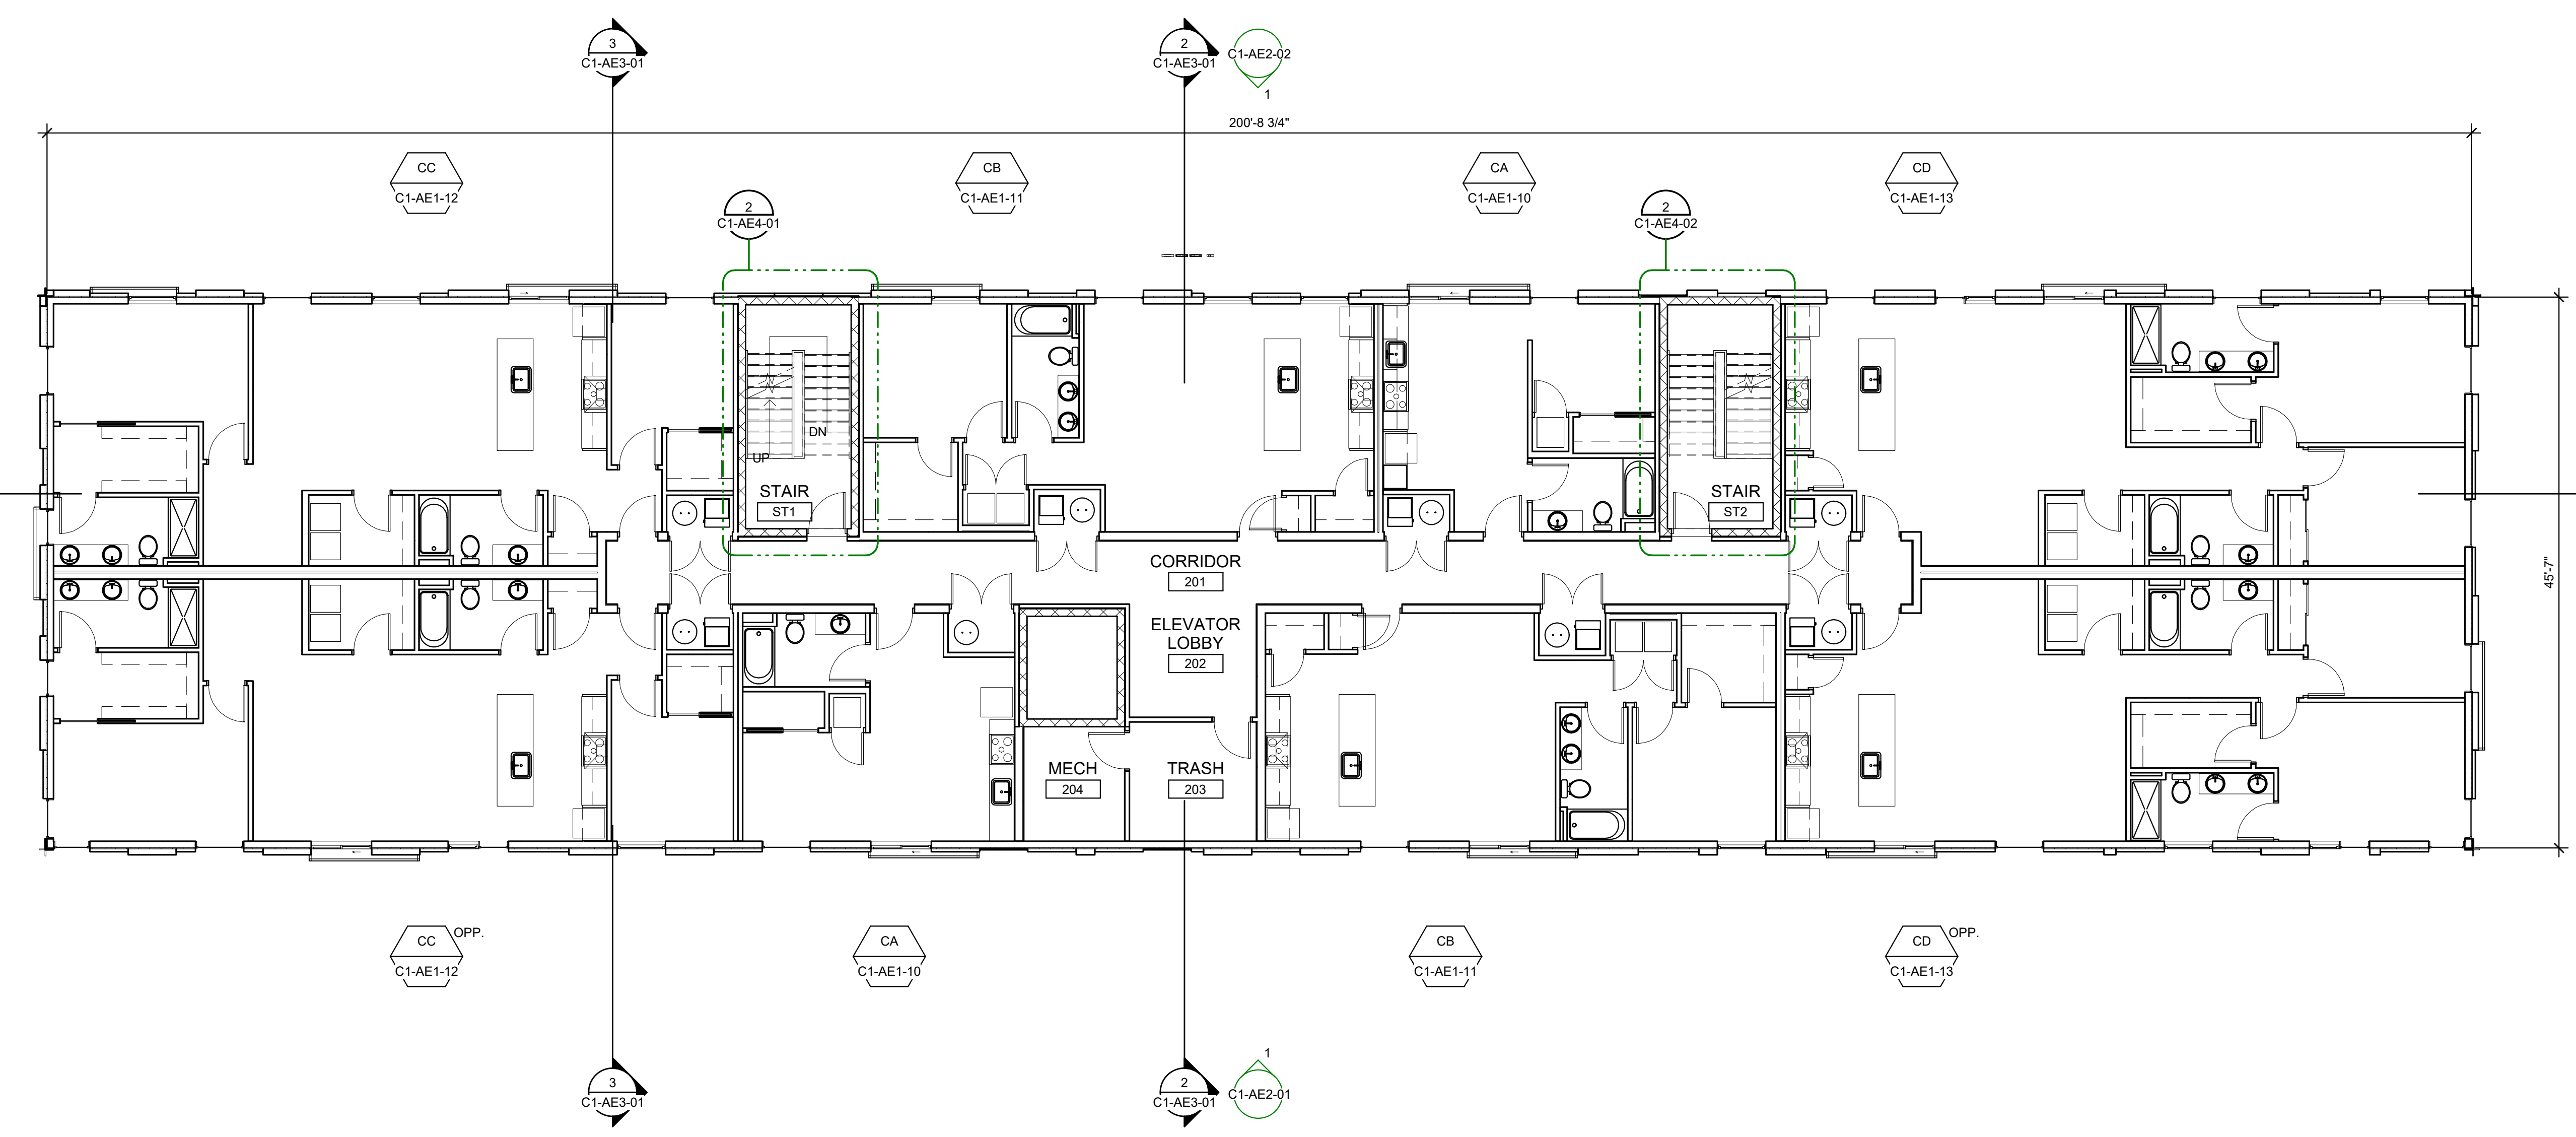 3
C1-AE3-01
2
C1-AE3-01
C1-AE2-02
1
200'-8 3/4"
CC
C1-AE1-12
CB
C1-AE1-11
CA
C1-AE1-10
CD
C1-AE1-13
2
C1-AE4-01
2
C1-AE4-02
DN
UP
STAIR
ST1
STAIR
ST2
CORRIDOR
201
45'-7"
ELEVATOR
LOBBY
202
MECH
204
TRASH
203
CC
OPP.
C1-AE1-12
CA
C1-AE1-10
CB
C1-AE1-11
CD
OPP.
C1-AE1-13
3
C1-AE3-01
2
C1-AE3-01
1
C1-AE2-01